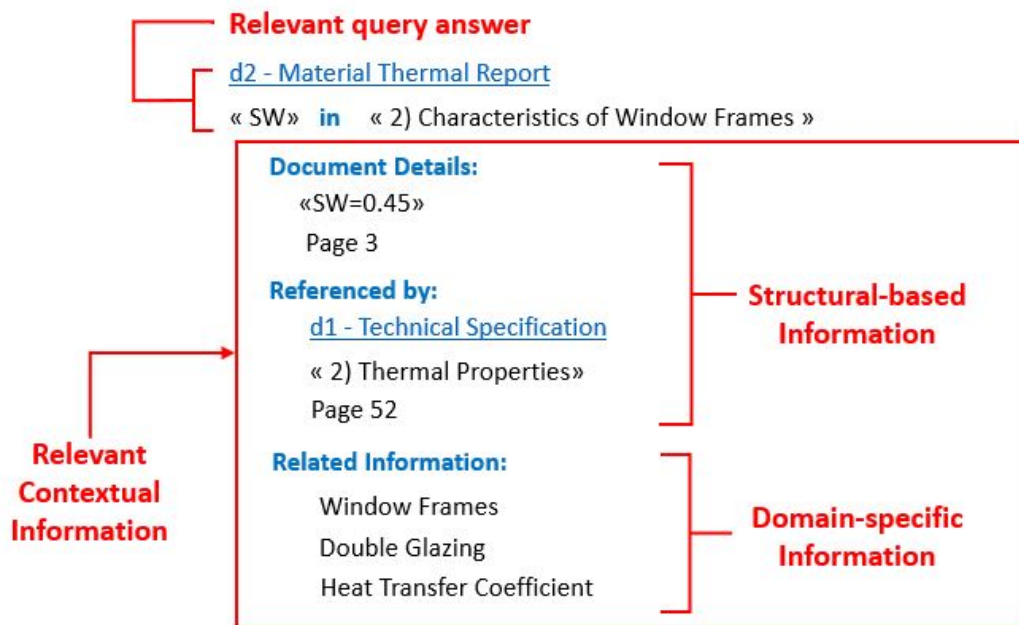 Relevant query answer
d2 - Material Thermal Report
« SW» in « 2) Characteristics of Window Frames »
Document Details:
«SW=0.45»
Page 3
Referenced by:
d1 - Technical Specification
« 2) Thermal Properties»
Page 52
Structural-based
Information
Relevant
Contextual
Information
Related Information:
Window Frames
Double Glazing
Heat Transfer Coefficient
Domain-specific
Information